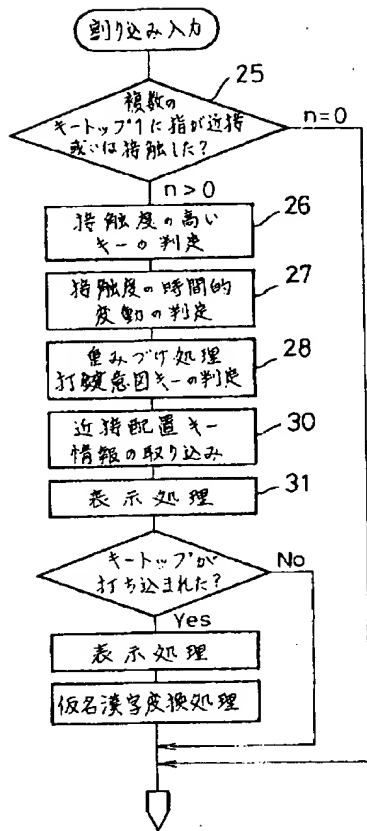 割り込み入力
25
複数の
キートップ1に指が近接
或いは接触した?
n=0
n>0
接触度の高い
キーの判定
26
接触度の時間的
変動の判定
27
重みづけ処理
打鍵意図キーの判定
28
近接配置キー
情報の取り込み
30
表示処理
31
キートップが
打ち込まれた?
No
Yes
表示処理
仮名漢字変換処理